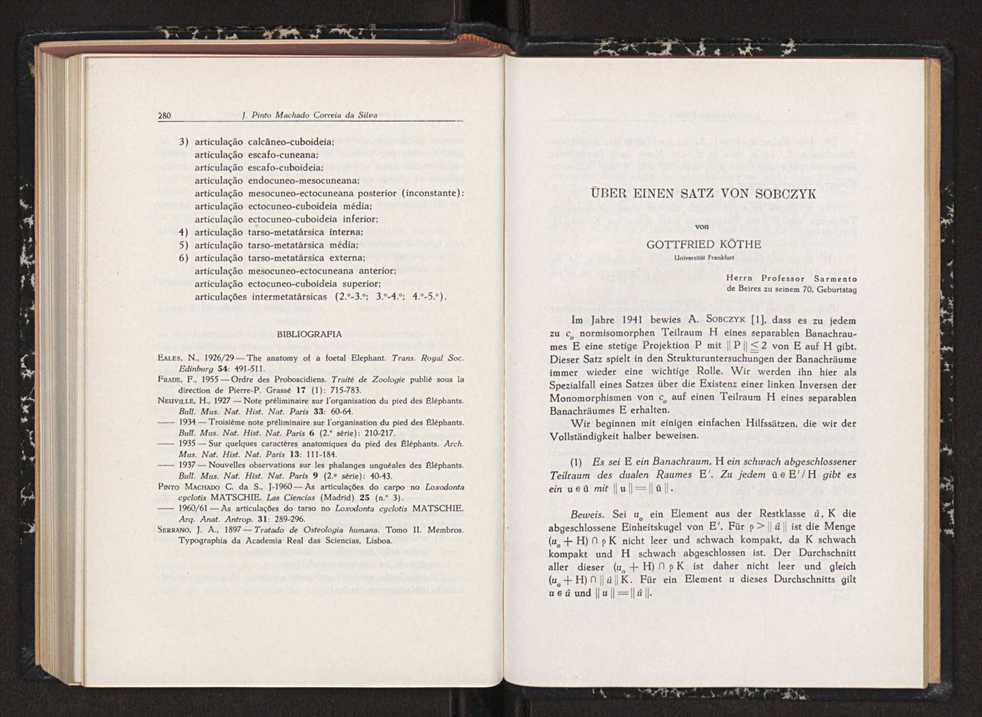 280 J. Pinto Machado Correia da Silva
3) articulação calcâneo-cuboideia;
articulação escafo-cuneana;
articulação escafo-cuboideia;
articulação endocuneo-mesocuneana;
articulação mesocuneo-ectocuneana posterior (inconstante);
articulação ectocuneo-cuboideia média;
articulação ectocuneo-cuboideia inferior;
4) articulação tarso-metatársica interna;
5) articulação tarso-metatársica média;
6) articulação tarso-metatársica externa;
articulação mesocuneo-ectocuneana anterior;
articulação ectocuneo-cuboideia superior;
articulações intermetatársicas (2.º-3.º; 3.º-4.º; 4.º-5.º).
BIBLIOGRAFIA
EALES, N., 1926/29 — The anatomy of a foetal Elephant. Trans. Royal Soc.
Edinburg 54: 491-511.
FRADE, F., 1955 — Ordre des Proboscidiens. Traité de Zoologie publié sous la
direction de Pierre-P. Grassé 17 (1): 715-783.
NEUVILLE, H., 1927 — Note préliminaire sur l'organisation du pied des Éléphants.
Bull. Mus. Nat. Hist. Nat. Paris 33: 60-64.
—— 1934 — Troisième note préliminaire sur l'organisation du pied des Éléphants.
Bull. Mus. Nat. Hist. Nat. Paris 6 (2.ª série): 210-217.
—— 1935 — Sur quelques caractères anatomiques du pied des Éléphants. Arch.
Mus. Nat. Hist. Nat. Paris 13: 111-184.
—— 1937 — Nouvelles observations sur les phalanges unguéales des Éléphants.
Bull. Mus. Nat. Hist. Nat. Paris 9 (2.ª série): 40-43.
PINTO MACHADO C. da S., J-1960 — As articulações do carpo no Loxodonta
cyclotis MATSCHIE. Las Ciencias (Madrid) 25 (n.º 3).
—— 1960/61 — As articulações do tarso no Loxodonta cyclotis MATSCHIE.
Arq. Anat. Antrop. 31: 289-296.
SERRANO, J. A., 1897 — Tratado de Osteologia humana. Tomo II. Membros.
Typographia da Academia Real das Sciencias, Lisboa.
ÜBER EINEN SATZ VON SOBCZYK
von
GOTTFRIED KÖTHE
Universität Frankfurt
Herrn Professor Sarmento
de Beires zu seinem 70. Geburtstag
Im Jahre 1941 bewies A. SOBCZYK [1], dass es zu jedem
zu c₀ normisomorphen Teilraum H eines separablen Banachrau-
mes E eine stetige Projektion P mit ‖P‖ ≦ 2 von E auf H gibt.
Dieser Satz spielt in den Strukturuntersuchungen der Banachräume
immer wieder eine wichtige Rolle. Wir werden ihn hier als
Spezialfall eines Satzes über die Existenz einer linken Inversen der
Monomorphismen von c₀ auf einen Teilraum H eines separablen
Banachräumes E erhalten.
Wir beginnen mit einigen einfachen Hilfssätzen, die wir der
Vollständigkeit halber beweisen.
(1) Es sei E ein Banachraum, H ein schwach abgeschlossener
Teilraum des dualen Raumes E′. Zu jedem û ∈ E′/H gibt es
ein u ∈ û mit ‖u‖ = ‖û‖.
Beweis. Sei u₀ ein Element aus der Restklasse û, K die
abgeschlossene Einheitskugel von E′. Für ρ > ‖û‖ ist die Menge
(u₀ + H) ∩ ρK nicht leer und schwach kompakt, da K schwach
kompakt und H schwach abgeschlossen ist. Der Durchschnitt
aller dieser (u₀ + H) ∩ ρK ist daher nicht leer und gleich
(u₀ + H) ∩ ‖û‖K. Für ein Element u dieses Durchschnitts gilt
u ∈ û und ‖u‖ = ‖û‖.